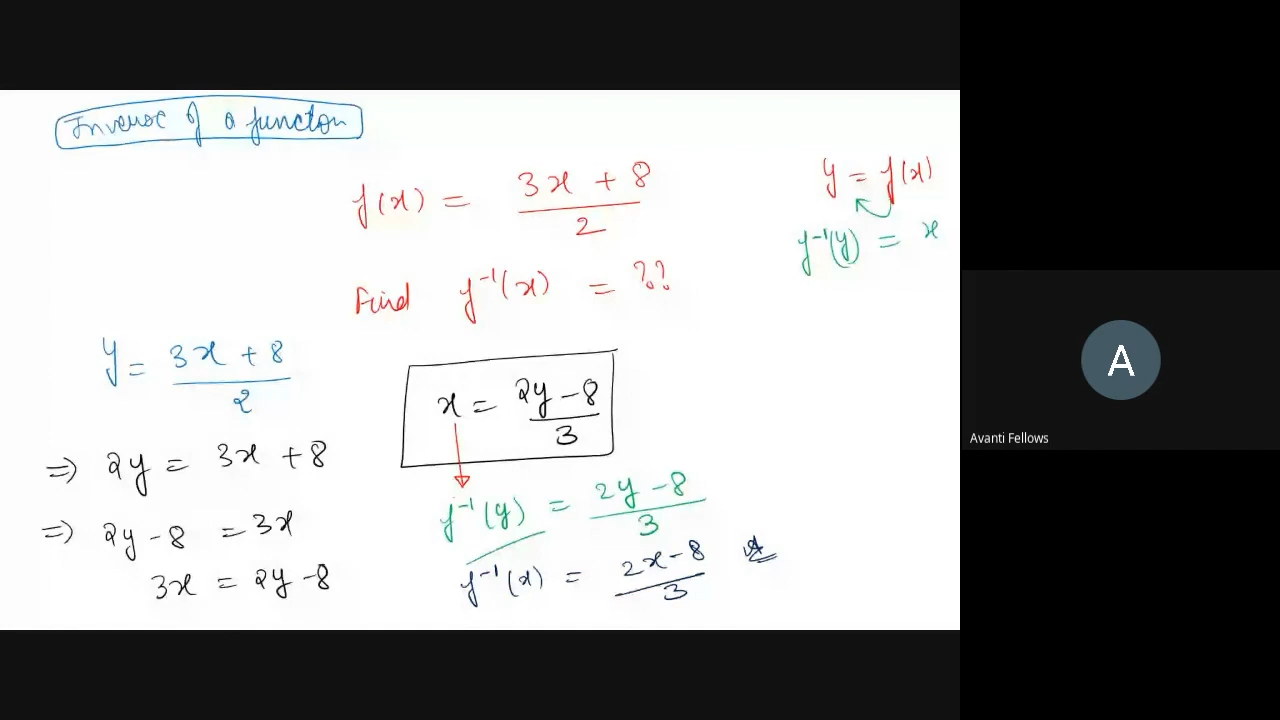 Inverse of a functon
f(x) = 3x + 8 / 2
y = f(x)
f⁻¹(y) = x
Find f⁻¹(x) = ??
y = 3x + 8 / 2
⇒ 2y = 3x + 8
⇒ 2y - 8 = 3x
3x = 2y - 8
x = 2y - 8 / 3
f⁻¹(y) = 2y - 8 / 3
f⁻¹(x) = 2x - 8 / 3
A
Avanti Fellows